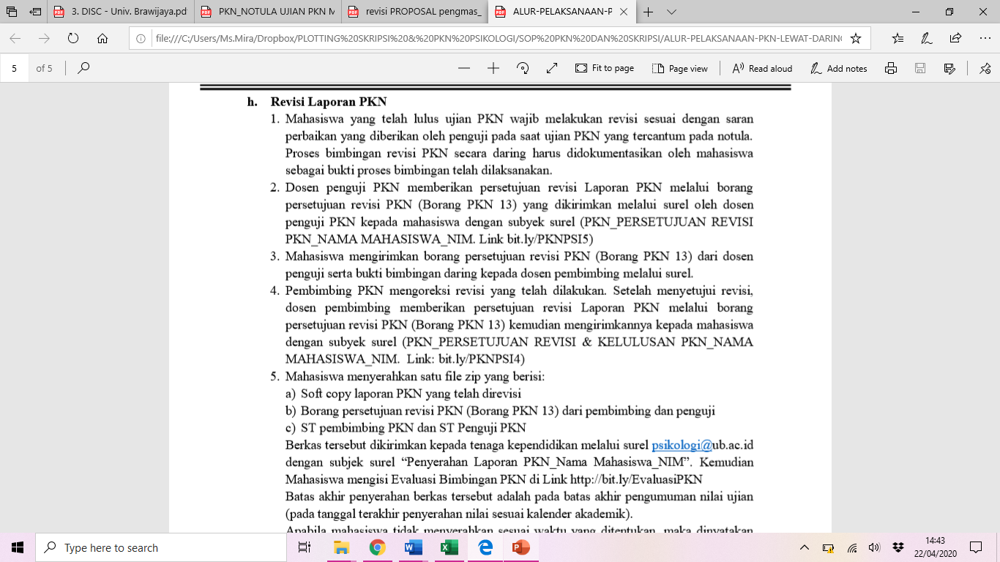 3. DISC - Univ. Brawijaya.pd
PKN_NOTULA UJIAN PKN M
revisi PROPOSAL pengmas_
ALUR-PELAKSANAAN-P
file:///C:/Users/Ms.Mira/Dropbox/PLOTTING%20SKRIPSI%20&%20PKN%20PSIKOLOGI/SOP%20PKN%20DAN%20SKRIPSI/ALUR-PELAKSANAAN-PKN-LEWAT-DARING
5 of 5 Fit to page Page view Read aloud Add notes
h. Revisi Laporan PKN
1. Mahasiswa yang telah lulus ujian PKN wajib melakukan revisi sesuai dengan saran
perbaikan yang diberikan oleh penguji pada saat ujian PKN yang tercantum pada notula.
Proses bimbingan revisi PKN secara daring harus didokumentasikan oleh mahasiswa
sebagai bukti proses bimbingan telah dilaksanakan.
2. Dosen penguji PKN memberikan persetujuan revisi Laporan PKN melalui borang
persetujuan revisi PKN (Borang PKN 13) yang dikirimkan melalui surel oleh dosen
penguji PKN kepada mahasiswa dengan subyek surel (PKN_PERSETUJUAN REVISI
PKN_NAMA MAHASISWA_NIM. Link bit.ly/PKNPSI5)
3. Mahasiswa mengirimkan borang persetujuan revisi PKN (Borang PKN 13) dari dosen
penguji serta bukti bimbingan daring kepada dosen pembimbing melalui surel.
4. Pembimbing PKN mengoreksi revisi yang telah dilakukan. Setelah menyetujui revisi,
dosen pembimbing memberikan persetujuan revisi Laporan PKN melalui borang
persetujuan revisi PKN (Borang PKN 13) kemudian mengirimkannya kepada mahasiswa
dengan subyek surel (PKN_PERSETUJUAN REVISI & KELULUSAN PKN_NAMA
MAHASISWA_NIM. Link: bit.ly/PKNPSI4)
5. Mahasiswa menyerahkan satu file zip yang berisi:
a) Soft copy laporan PKN yang telah direvisi
b) Borang persetujuan revisi PKN (Borang PKN 13) dari pembimbing dan penguji
c) ST pembimbing PKN dan ST Penguji PKN
Berkas tersebut dikirimkan kepada tenaga kependidikan melalui surel psikologi@ub.ac.id
dengan subjek surel “Penyerahan Laporan PKN_Nama Mahasiswa_NIM”. Kemudian
Mahasiswa mengisi Evaluasi Bimbingan PKN di Link http://bit.ly/EvaluasiPKN
Batas akhir penyerahan berkas tersebut adalah pada batas akhir pengumuman nilai ujian
(pada tanggal terakhir penyerahan nilai sesuai kalender akademik).
Apabila mahasiswa tidak menyerahkan sesuai waktu yang ditentukan, maka dinyatakan
Type here to search
14:43
22/04/2020